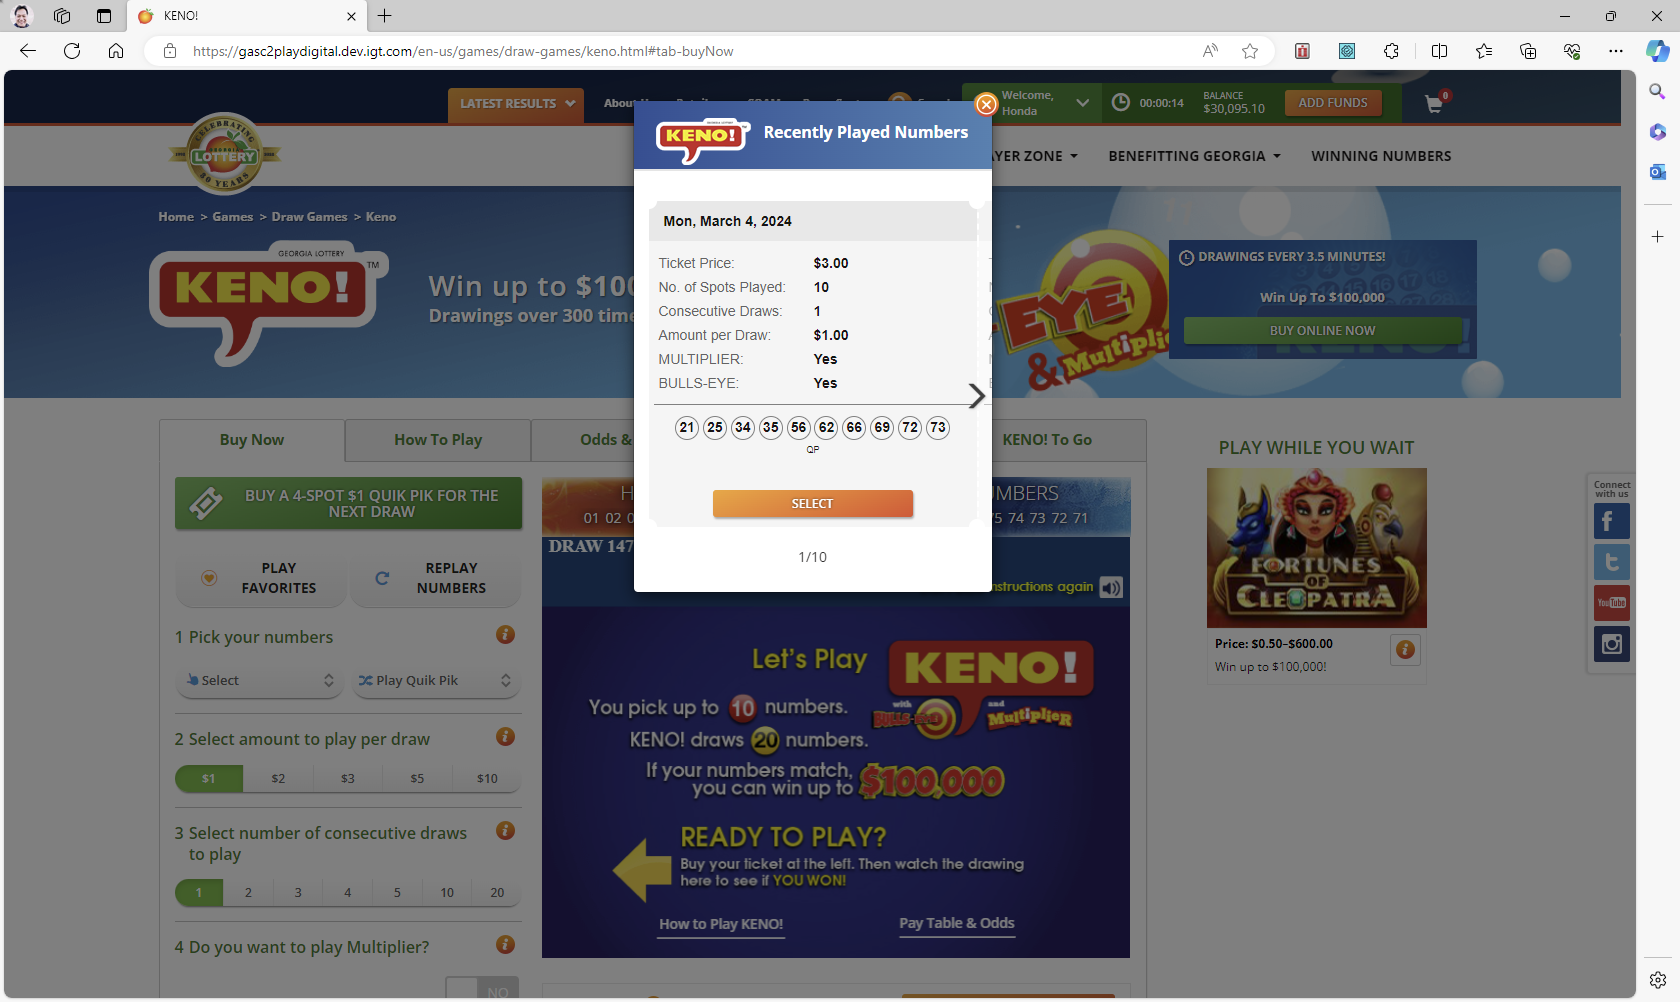 KENO!
https://gasc2playdigital.dev.igt.com/en-us/games/draw-games/keno.html#tab-buyNow
LATEST RESULTS
Welcome,
Honda
00:00:14
BALANCE
$30,095.10
ADD FUNDS
0
CELEBRATING
GEORGIA
LOTTERY
30 YEARS
BENEFITTING GEORGIA
WINNING NUMBERS
Home > Games > Draw Games > Keno
GEORGIA LOTTERY
KENO!
TM
Win up to $100
Drawings over 300 time
EYE
& Multiplie
DRAWINGS EVERY 3.5 MINUTES!
Win Up To $100,000
BUY ONLINE NOW
GEORGIA LOTTERY
KENO!
Recently Played Numbers
Mon, March 4, 2024
Ticket Price: $3.00
No. of Spots Played: 10
Consecutive Draws: 1
Amount per Draw: $1.00
MULTIPLIER: Yes
BULLS-EYE: Yes
21 25 34 35 56 62 66 69 72 73
QP
SELECT
1/10
Buy Now
How To Play
Odds &
KENO! To Go
BUY A 4-SPOT $1 QUIK PIK FOR THE
NEXT DRAW
PLAY
FAVORITES
REPLAY
NUMBERS
1 Pick your numbers
Select
Play Quik Pik
2 Select amount to play per draw
$1 $2 $3 $5 $10
3 Select number of consecutive draws
to play
1 2 3 4 5 10 20
4 Do you want to play Multiplier?
NO
01 02 0
UMBERS
75 74 73 72 71
DRAW 147
nstructions again
Let's Play KENO!
with BULLS-EYE and Multiplier
You pick up to 10 numbers.
KENO! draws 20 numbers.
If your numbers match,
you can win up to $100,000
READY TO PLAY?
Buy your ticket at the left. Then watch the drawing
here to see if YOU WON!
How to Play KENO!
Pay Table & Odds
PLAY WHILE YOU WAIT
FORTUNES
OF
CLEOPATRA
Price: $0.50–$600.00
Win up to $100,000!
Connect
with us
YouTube